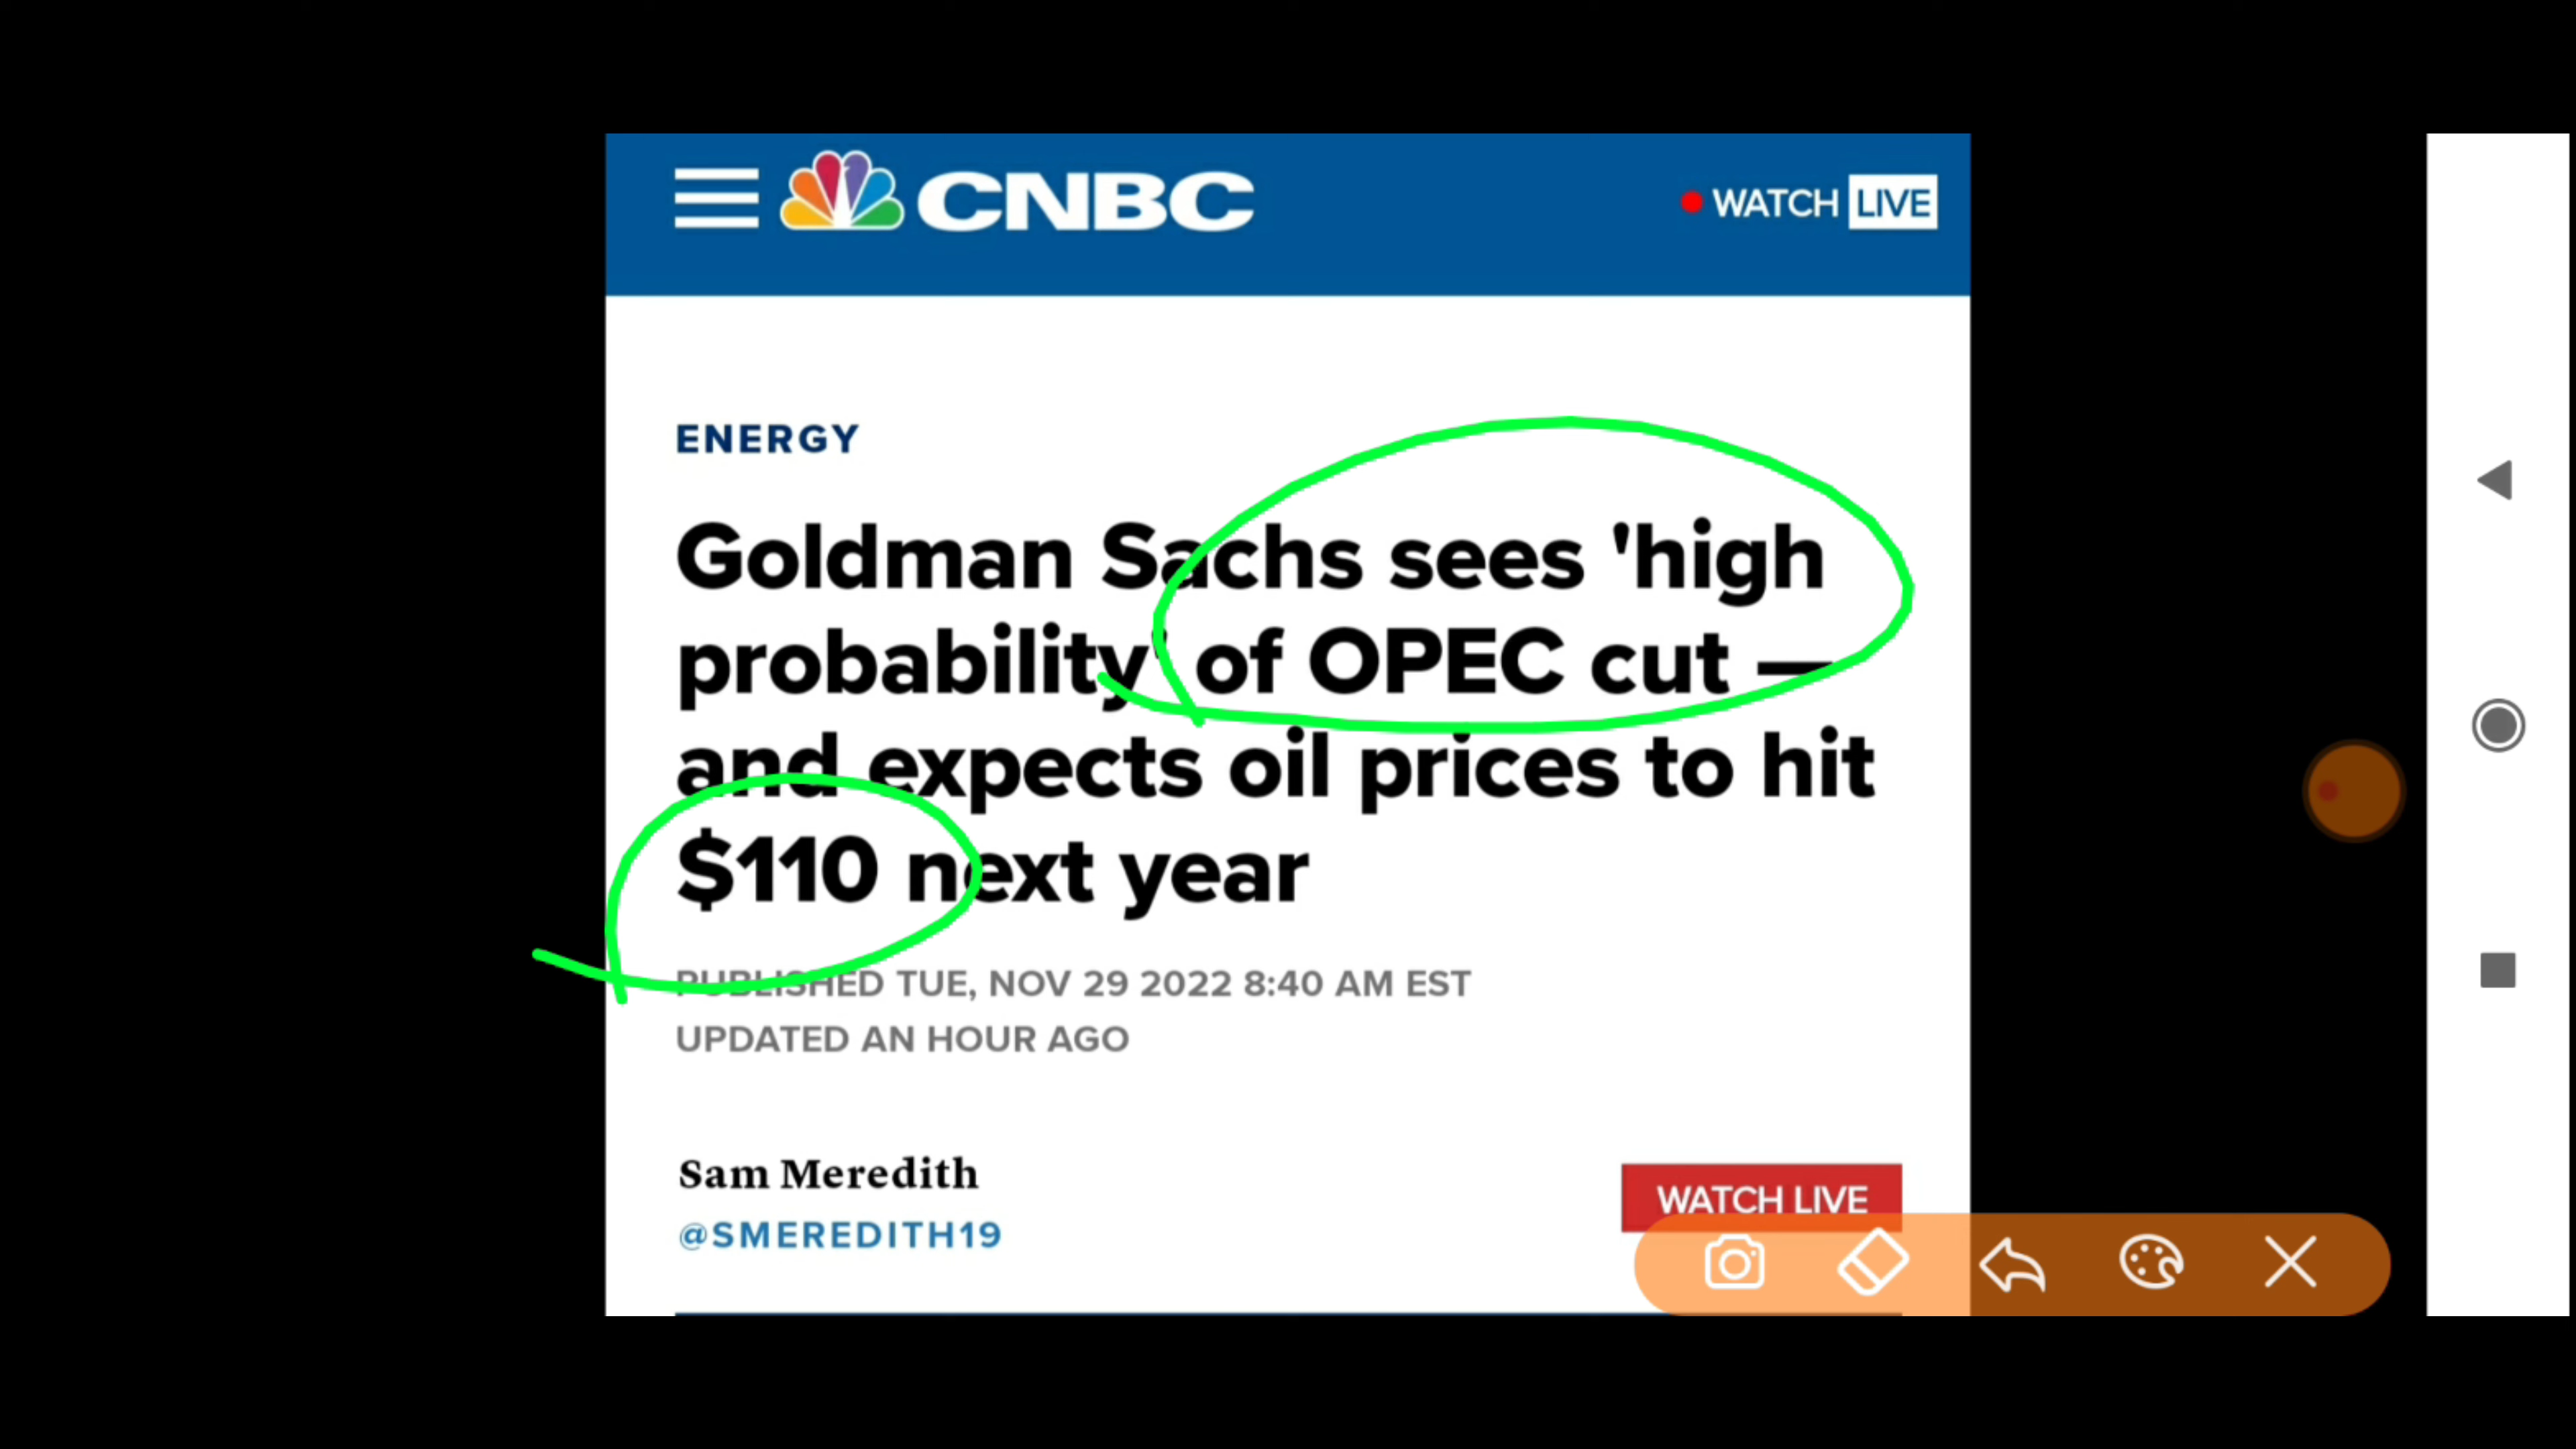 CNBC
WATCH LIVE
ENERGY
Goldman Sachs sees 'high
probability' of OPEC cut —
and expects oil prices to hit
$110 next year
PUBLISHED TUE, NOV 29 2022 8:40 AM EST
UPDATED AN HOUR AGO
Sam Meredith
@SMEREDITH19
WATCH LIVE